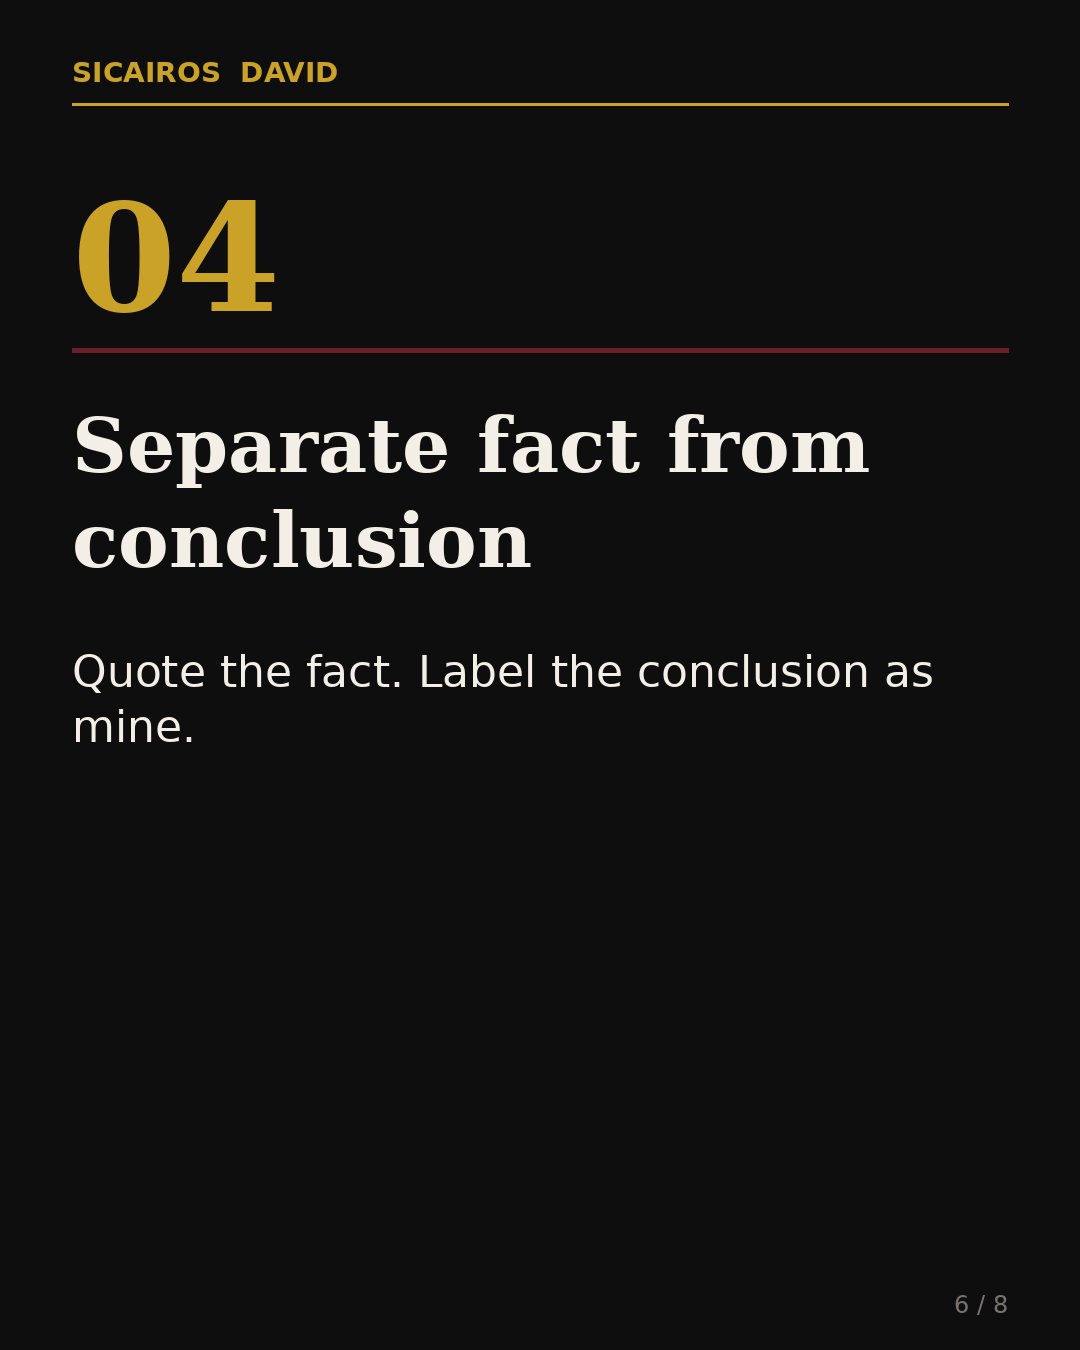 SICAIROS  DAVID
04
Separate fact from
conclusion
Quote the fact. Label the conclusion as
mine.
6 / 8